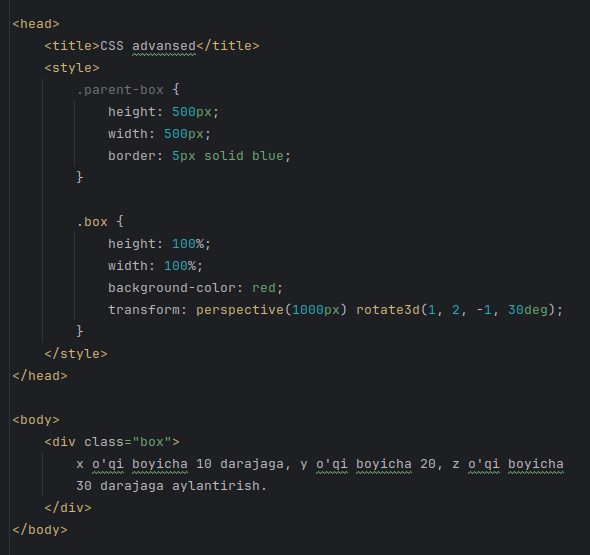 <head>
    <title>CSS advansed</title>
    <style>
        .parent-box {
            height: 500px;
            width: 500px;
            border: 5px solid blue;
        }

        .box {
            height: 100%;
            width: 100%;
            background-color: red;
            transform: perspective(1000px) rotate3d(1, 2, -1, 30deg);
        }
    </style>
</head>

<body>
    <div class="box">
        x o'qi boyicha 10 darajaga, y o'qi boyicha 20, z o'qi boyicha
        30 darajaga aylantirish.
    </div>
</body>